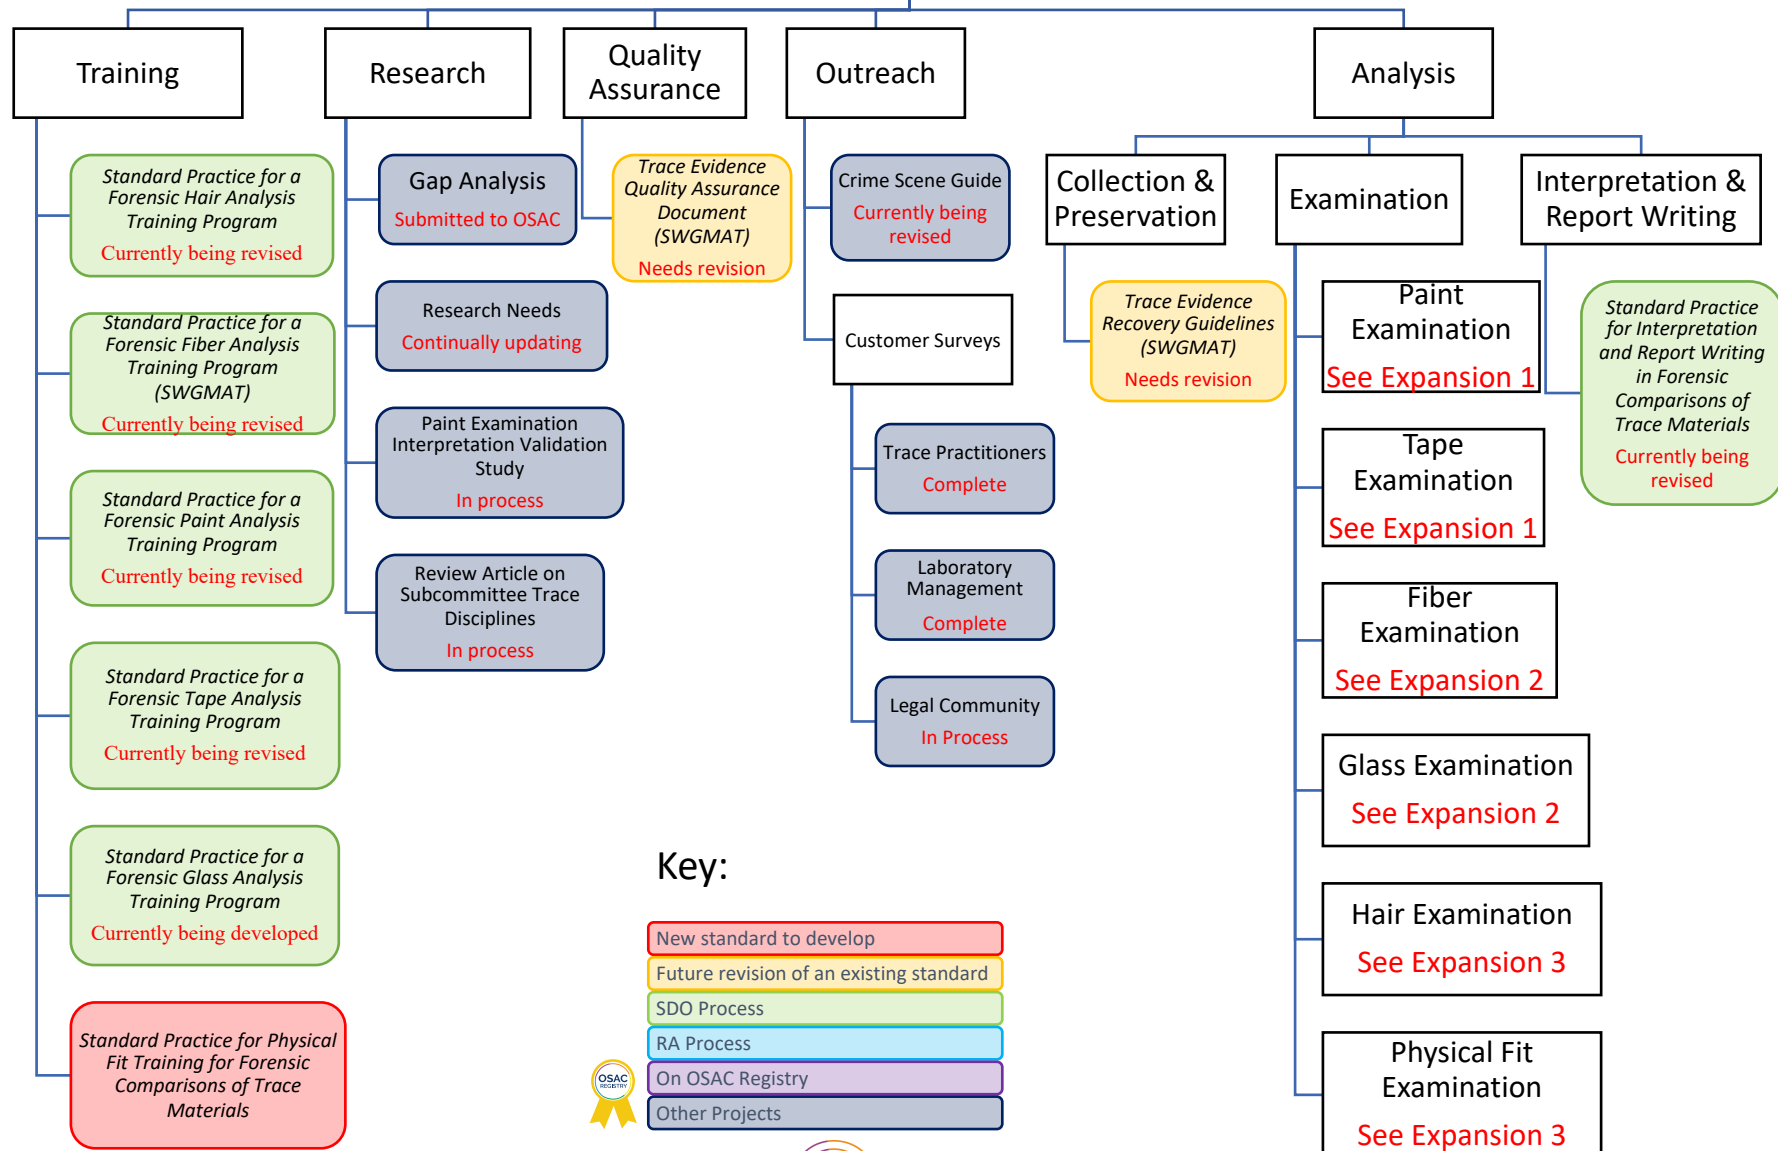 Training
Research
Quality
Assurance
Outreach
Analysis
Standard Practice for a
Forensic Hair Analysis
Training Program
Currently being revised
Standard Practice for a
Forensic Fiber Analysis
Training Program
(SWGMAT)
Currently being revised
Standard Practice for a
Forensic Paint Analysis
Training Program
Currently being revised
Standard Practice for a
Forensic Tape Analysis
Training Program
Currently being revised
Standard Practice for a
Forensic Glass Analysis
Training Program
Currently being developed
Standard Practice for Physical
Fit Training for Forensic
Comparisons of Trace
Materials
Gap Analysis
Submitted to OSAC
Research Needs
Continually updating
Paint Examination
Interpretation Validation
Study
In process
Review Article on
Subcommittee Trace
Disciplines
In process
Trace Evidence
Quality Assurance
Document
(SWGMAT)
Needs revision
Crime Scene Guide
Currently being
revised
Customer Surveys
Trace Practitioners
Complete
Laboratory
Management
Complete
Legal Community
In Process
Collection &
Preservation
Trace Evidence
Recovery Guidelines
(SWGMAT)
Needs revision
Examination
Paint
Examination
See Expansion 1
Tape
Examination
See Expansion 1
Fiber
Examination
See Expansion 2
Glass Examination
See Expansion 2
Hair Examination
See Expansion 3
Physical Fit
Examination
See Expansion 3
Interpretation &
Report Writing
Standard Practice
for Interpretation
and Report Writing
in Forensic
Comparisons of
Trace Materials
Currently being
revised
Key:
New standard to develop
Future revision of an existing standard
SDO Process
RA Process
On OSAC Registry
Other Projects
OSAC
REGISTRY